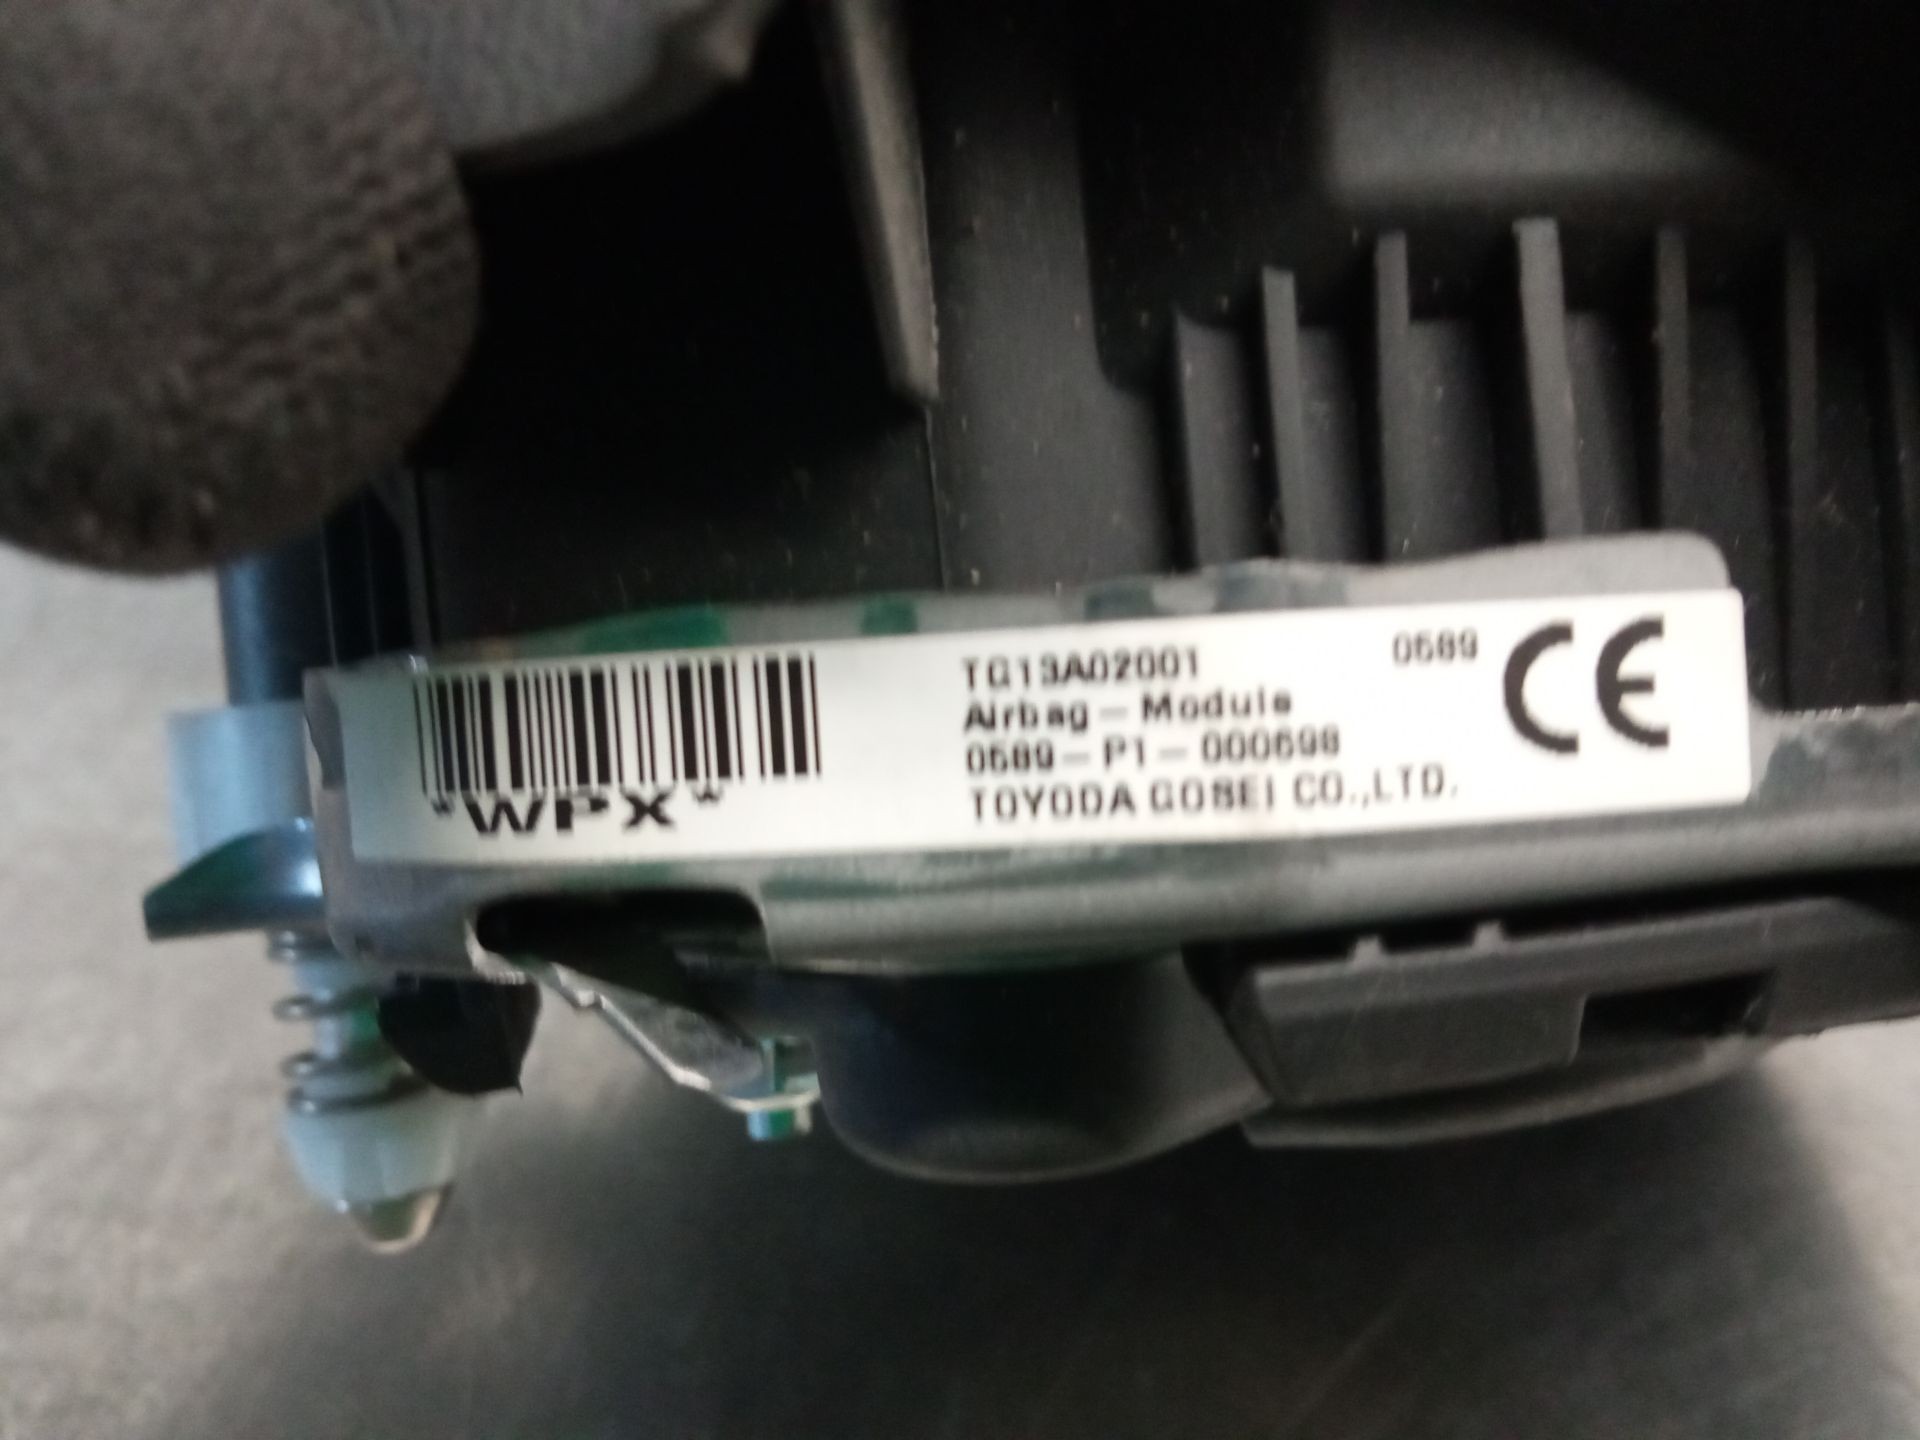 TG13A02001
0589
CE
Airbag-Module
0589-P1-000698
TOYODA GOSEI CO.,LTD.
*WPX*